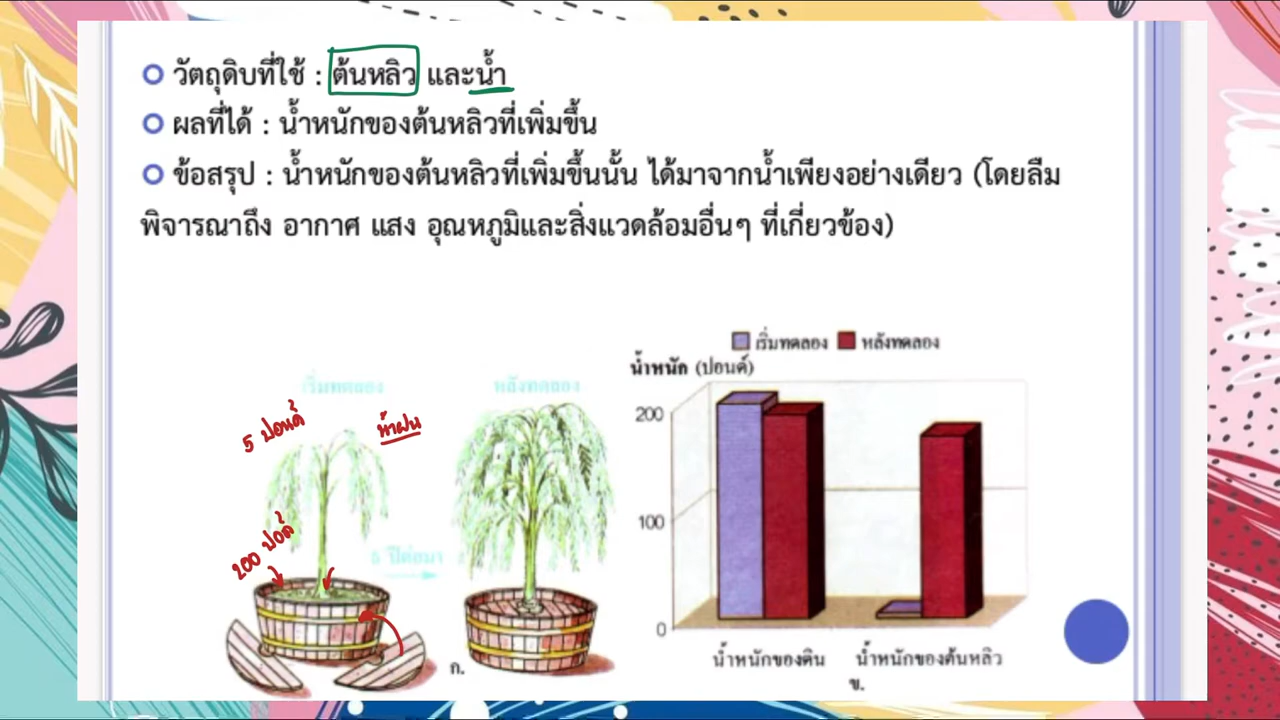 วัตถุดิบที่ใช้ : ต้นหลิว และน้ำ
ผลที่ได้ : น้ำหนักของต้นหลิวที่เพิ่มขึ้น
ข้อสรุป : น้ำหนักของต้นหลิวที่เพิ่มขึ้นนั้น ได้มาจากน้ำเพียงอย่างเดียว (โดยลืม
พิจารณาถึง อากาศ แสง อุณหภูมิและสิ่งแวดล้อมอื่นๆ ที่เกี่ยวข้อง)
เริ่มทดลอง
หลังทดลอง
5 ปอนด์
น้ำฝน
200 ปอนด์
5 ปีต่อมา
ก.
เริ่มทดลอง หลังทดลอง
น้ำหนัก (ปอนด์)
200
100
0
น้ำหนักของดิน น้ำหนักของต้นหลิว
ข.